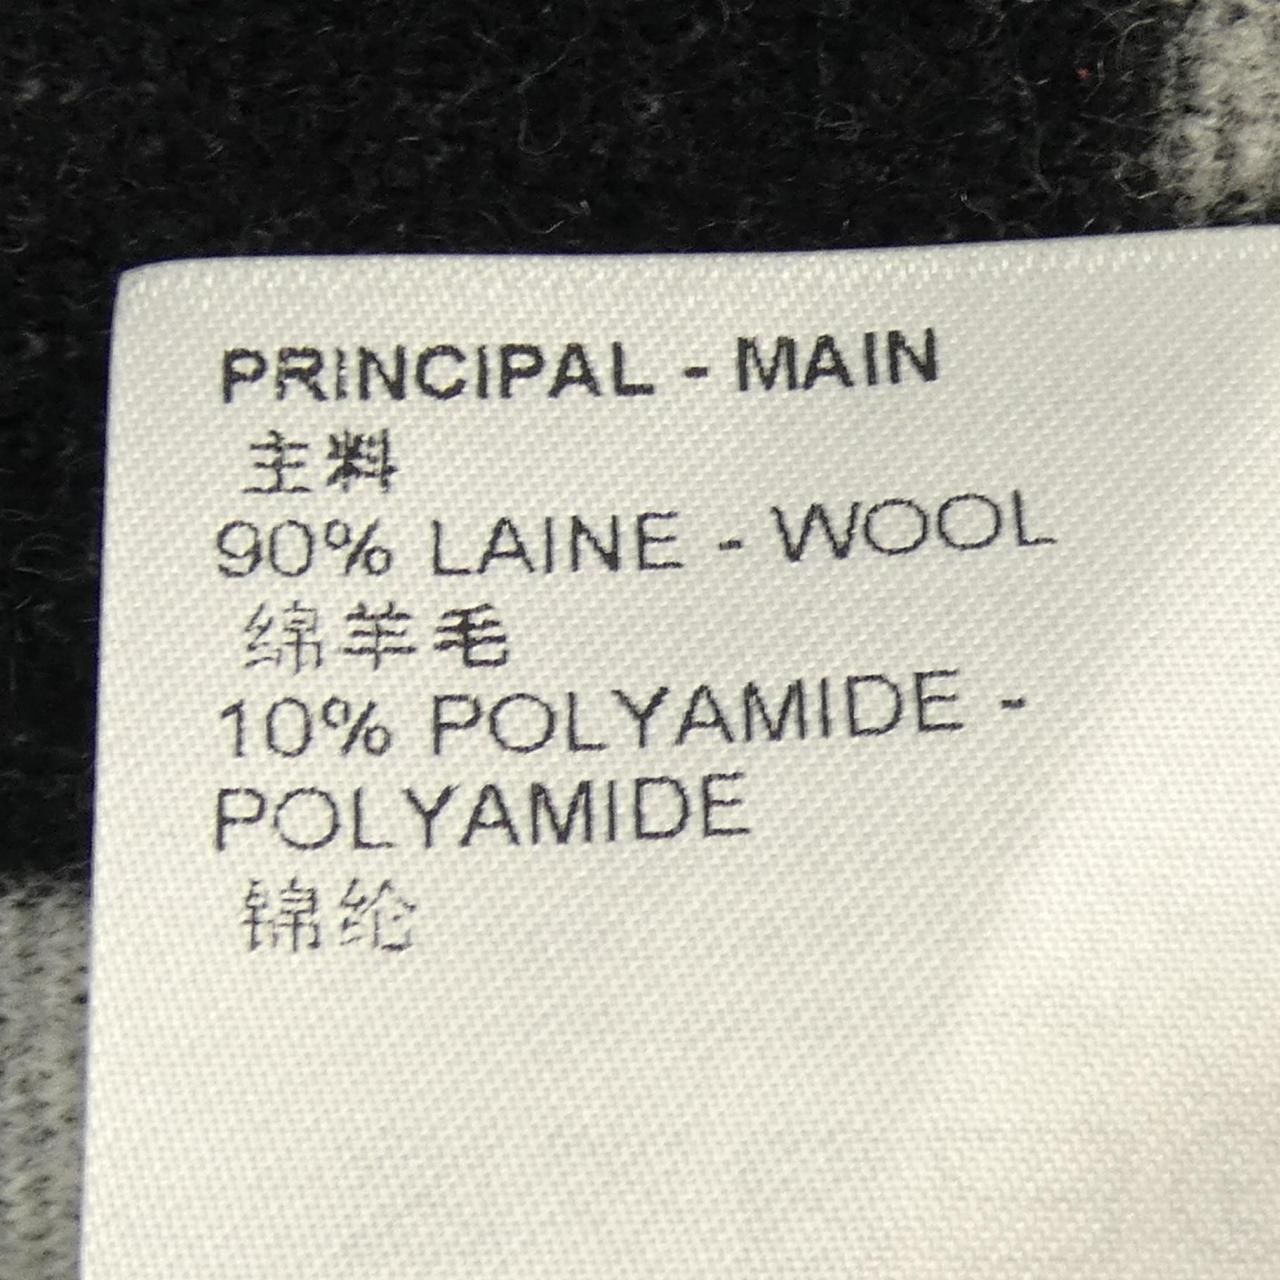 PRINCIPAL - MAIN
主料
90% LAINE - WOOL
绵羊毛
10% POLYAMIDE -
POLYAMIDE
锦纶